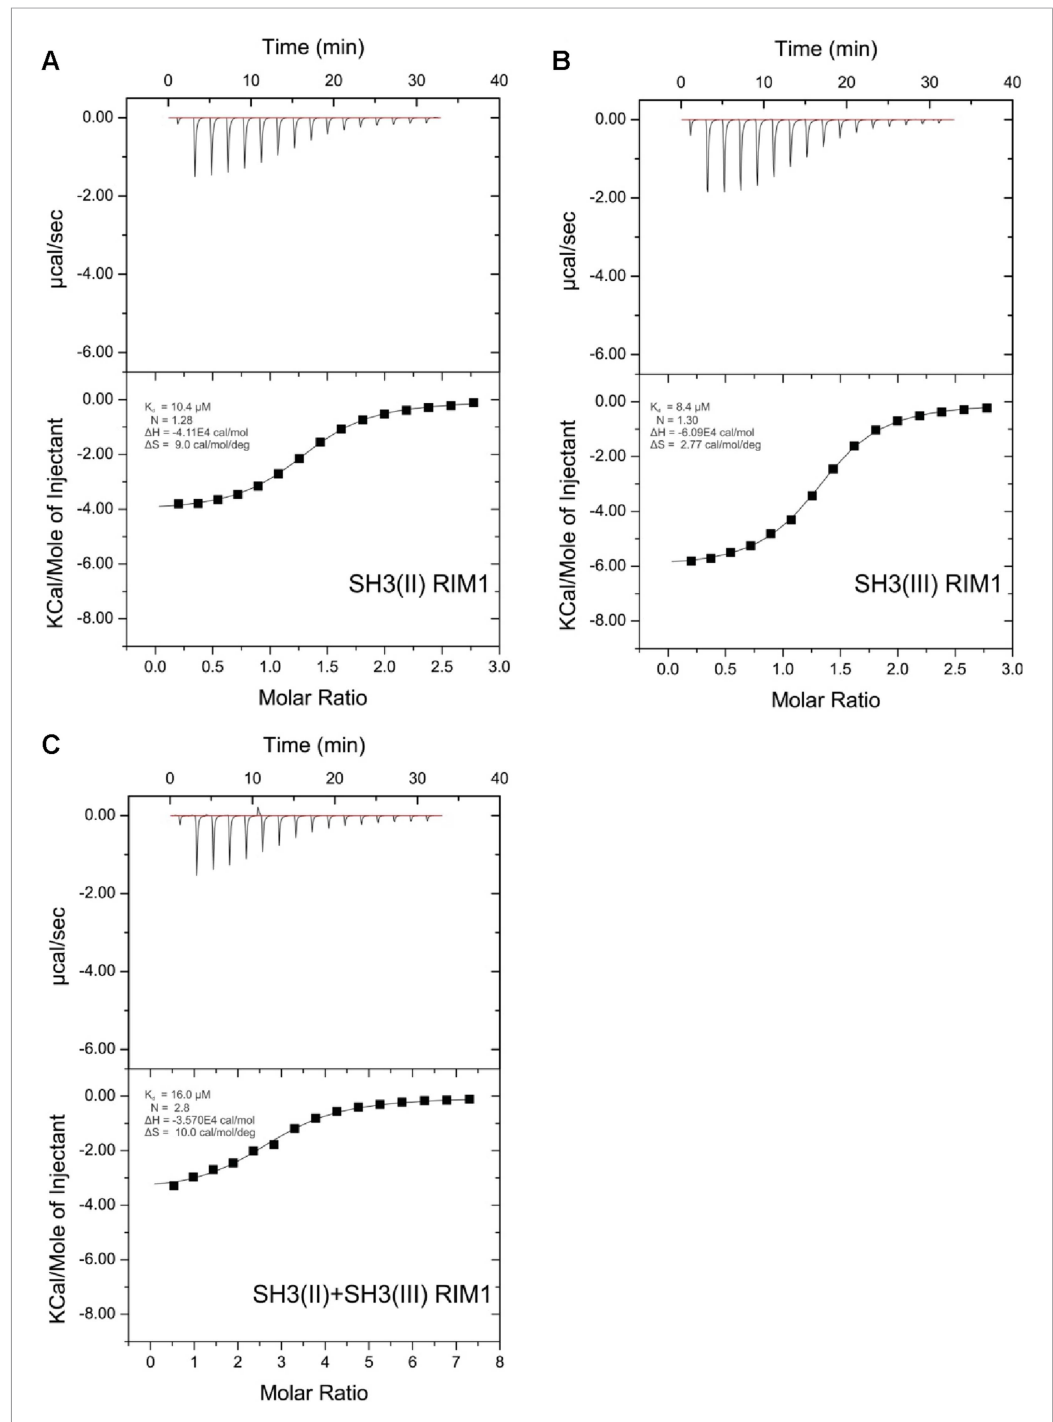 A
Time (min)
0 10 20 30 40
0.00
-2.00
-4.00
-6.00
µcal/sec
0.00
-2.00
-4.00
-6.00
-8.00
KCal/Mole of Injectant
Kd = 10.4 µM
N = 1.28
ΔH = -4.11E4 cal/mol
ΔS = 9.0 cal/mol/deg
SH3(II) RIM1
0.0 0.5 1.0 1.5 2.0 2.5 3.0
Molar Ratio
B
Time (min)
0 10 20 30 40
0.00
-2.00
-4.00
-6.00
µcal/sec
0.00
-2.00
-4.00
-6.00
-8.00
KCal/Mole of Injectant
Kd = 8.4 µM
N = 1.30
ΔH = -6.09E4 cal/mol
ΔS = 2.77 cal/mol/deg
SH3(III) RIM1
0.0 0.5 1.0 1.5 2.0 2.5 3.0
Molar Ratio
C
Time (min)
0 10 20 30 40
0.00
-2.00
-4.00
-6.00
µcal/sec
0.00
-2.00
-4.00
-6.00
-8.00
KCal/Mole of Injectant
Kd = 16.0 µM
N = 2.8
ΔH = -3.570E4 cal/mol
ΔS = 10.0 cal/mol/deg
SH3(II)+SH3(III) RIM1
0 1 2 3 4 5 6 7 8
Molar Ratio